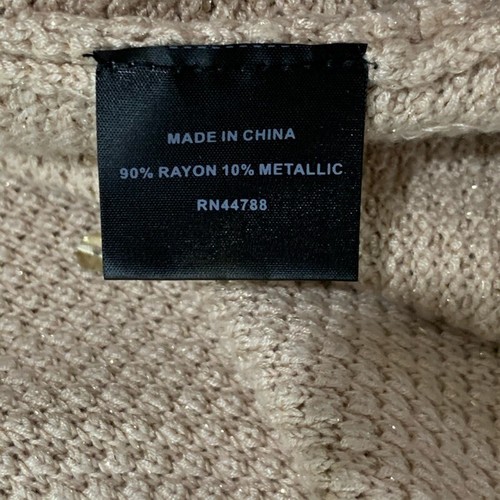 MADE IN CHINA
90% RAYON 10% METALLIC
RN44788